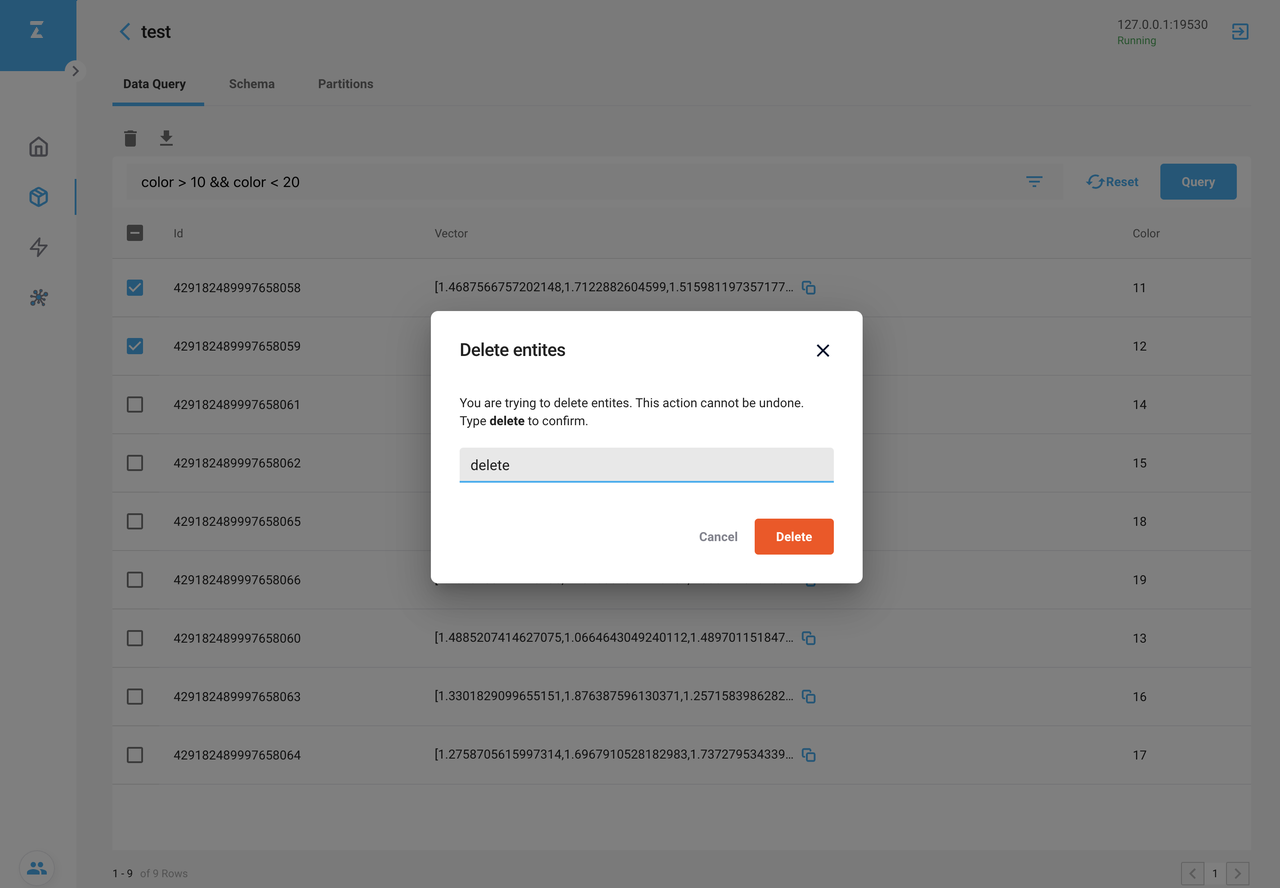 test
127.0.0.1:19530
Running
Data Query Schema Partitions
color > 10 && color < 20
Reset
Query
Id Vector Color
429182489997658058 [1.4687566757202148,1.7122882604599,1.515981197357177... 11
429182489997658059 12
429182489997658061 14
429182489997658062 15
429182489997658065 18
429182489997658066 19
429182489997658060 [1.4885207414627075,1.0664643049240112,1.489701151847... 13
429182489997658063 [1.3301829099655151,1.876387596130371,1.2571583986282... 16
429182489997658064 [1.2758705615997314,1.6967910528182983,1.737279534339... 17
Delete entites
You are trying to delete entites. This action cannot be undone.
Type delete to confirm.
delete
Cancel Delete
1 - 9 of 9 Rows
1